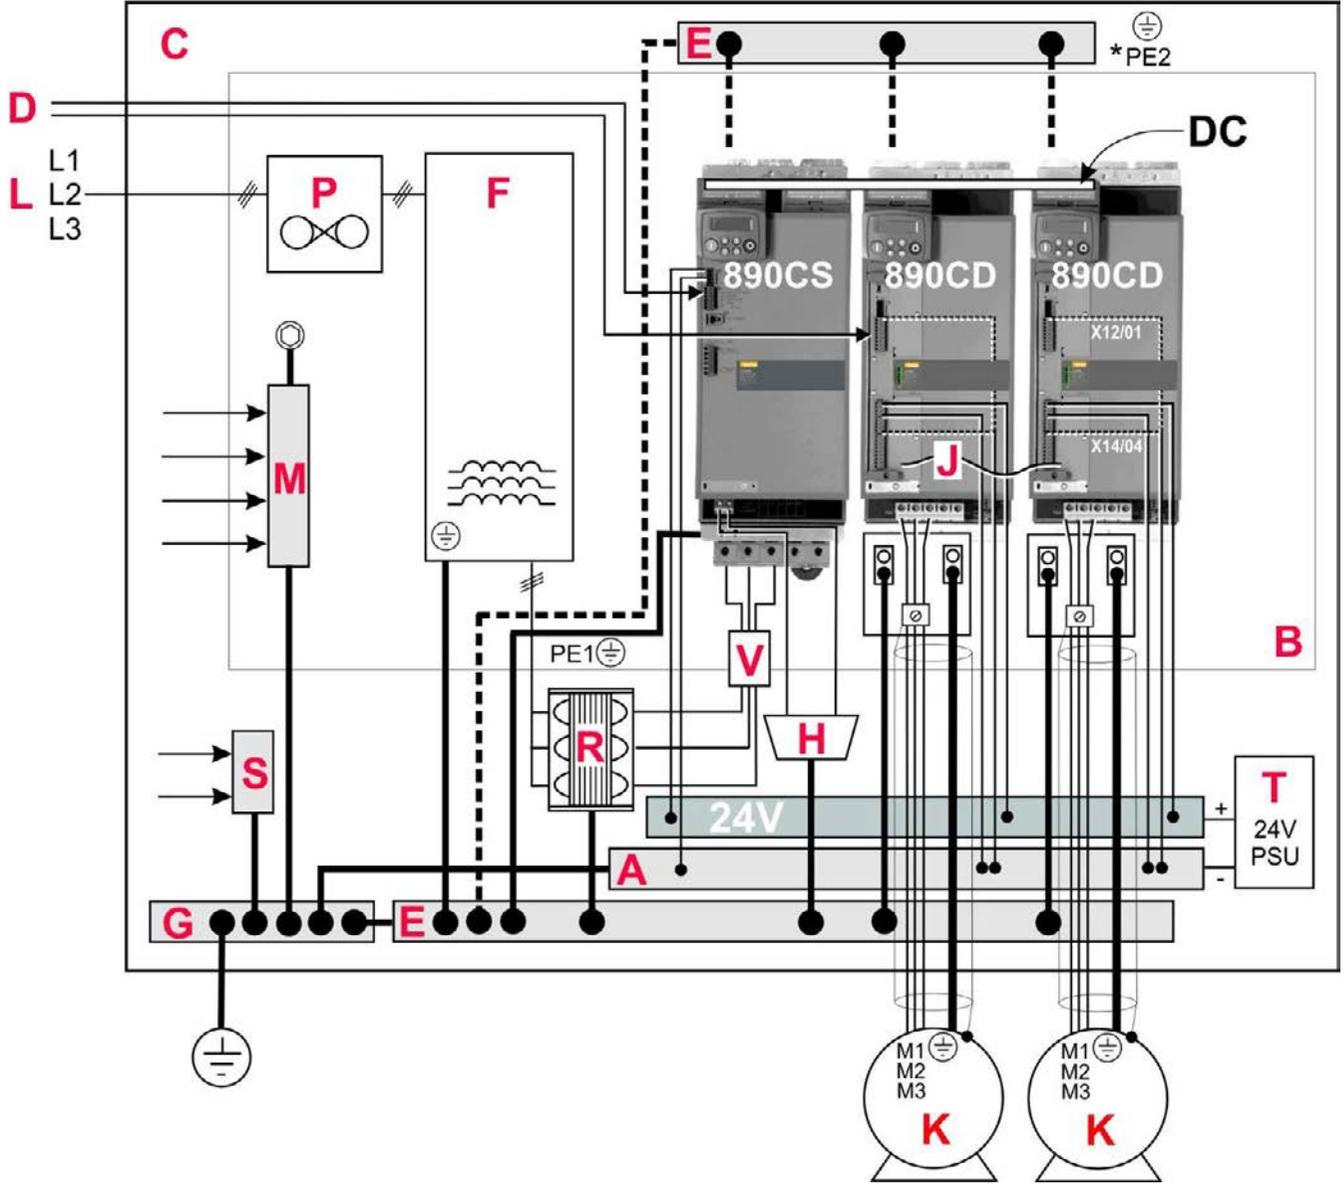 C
E
*PE2
D
DC
L1
L L2
L3
P
F
890CS
890CD
890CD
X12/01
M
J
X14/04
B
PE1
V
R
H
S
T
24V
PSU
24V
+
A
-
G
E
M1
M2
M3
K
M1
M2
M3
K